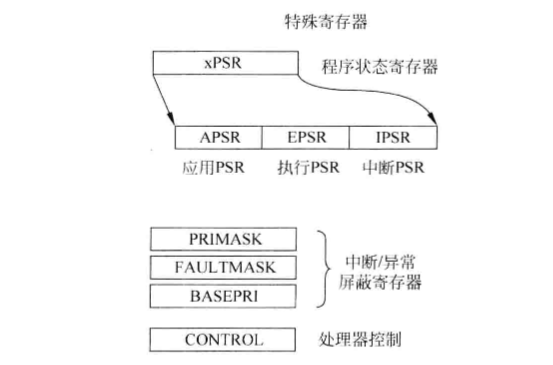 特殊寄存器
xPSR 程序状态寄存器
APSR EPSR IPSR
应用PSR 执行PSR 中断PSR
PRIMASK
FAULTMASK
BASEPRI
中断/异常
屏蔽寄存器
CONTROL 处理器控制